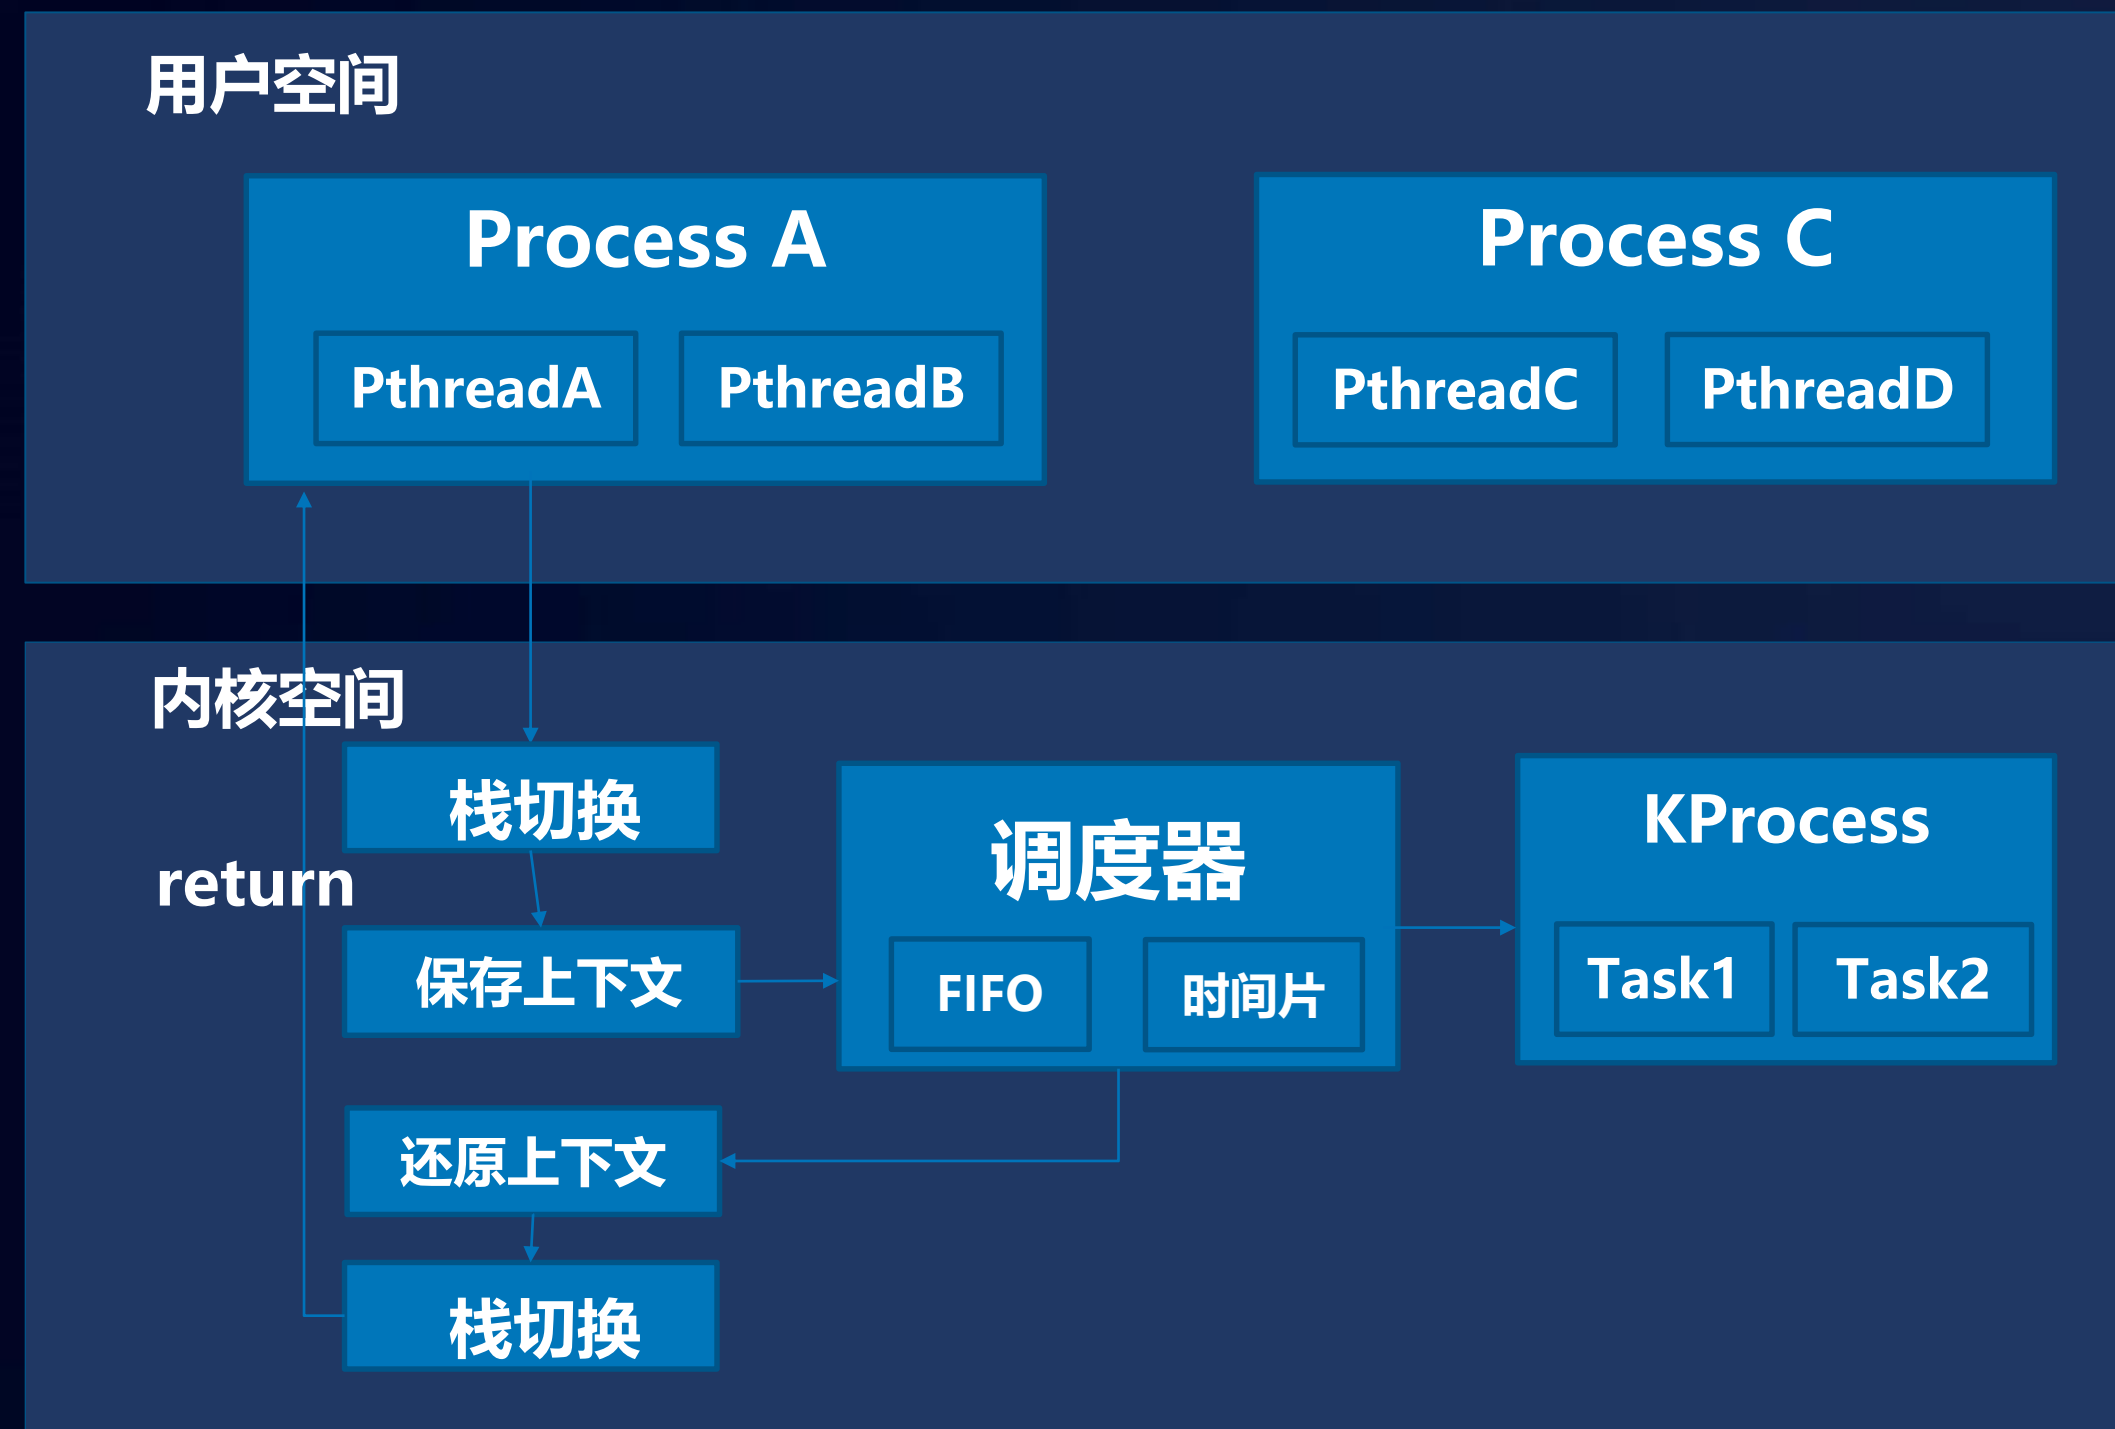 用户空间
Process A
PthreadA
PthreadB
Process C
PthreadC
PthreadD
内核空间
return
栈切换
保存上下文
调度器
FIFO
时间片
KProcess
Task1
Task2
还原上下文
栈切换